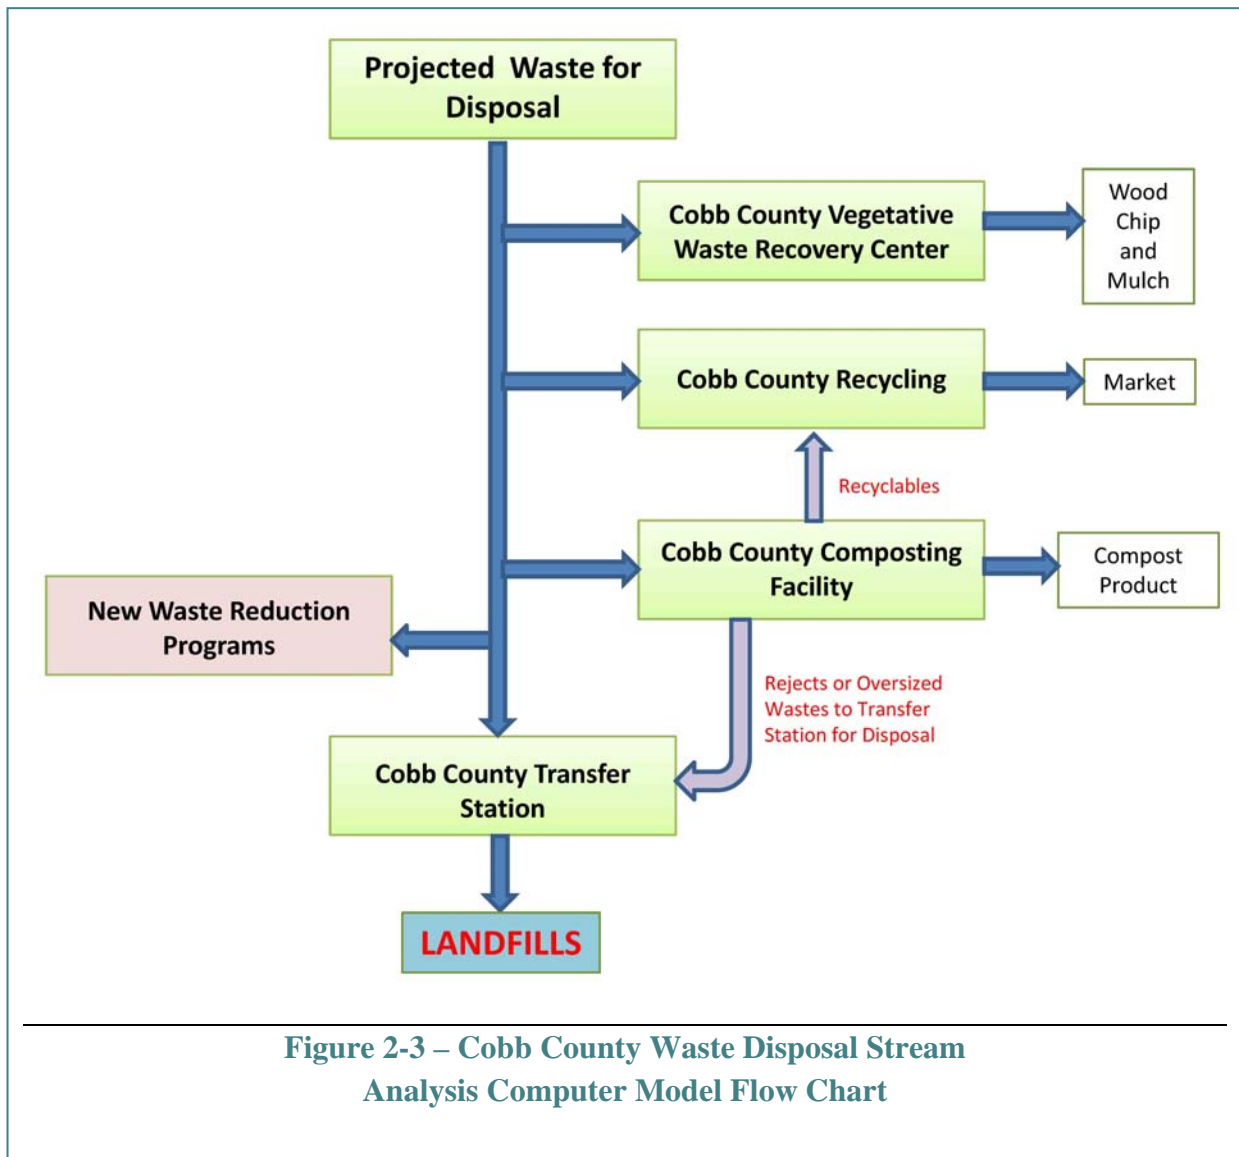 Projected Waste for
Disposal
Cobb County Vegetative
Waste Recovery Center
Wood
Chip
and
Mulch
Cobb County Recycling
Market
Recyclables
Cobb County Composting
Facility
Compost
Product
New Waste Reduction
Programs
Rejects or Oversized
Wastes to Transfer
Station for Disposal
Cobb County Transfer
Station
LANDFILLS
Figure 2-3 – Cobb County Waste Disposal Stream
Analysis Computer Model Flow Chart